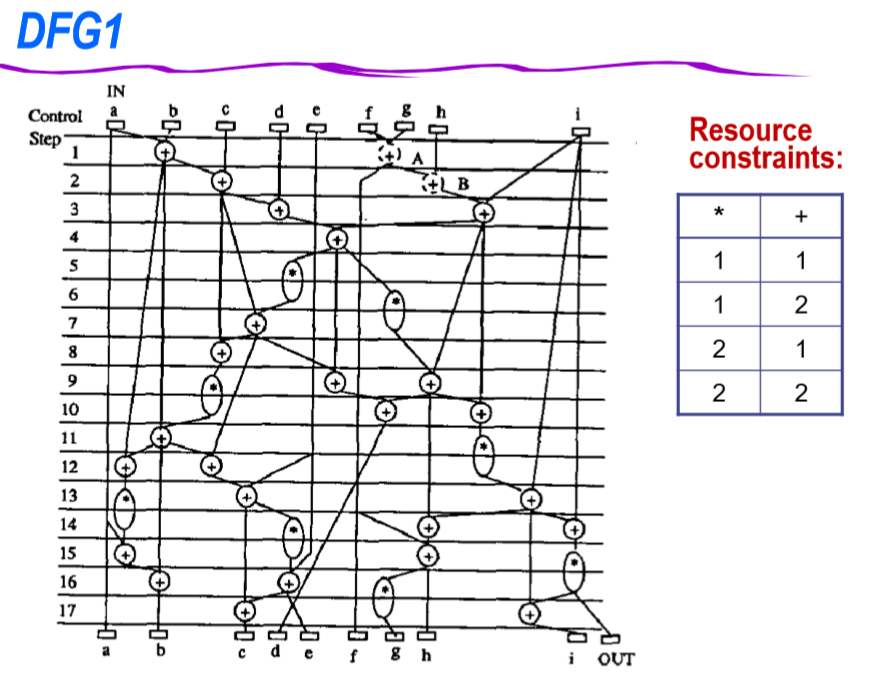 DFG1
IN
Control a b c d e f g h i
Step
1 + + A
2 + + B
3 + +
4 +
5 *
6 *
7 +
8 +
9 * + +
10 + +
11 + *
12 + +
13 * + +
14 * + +
15 + + *
16 + + *
17 + +
a b c d e f g h i OUT
Resource
constraints:
* +
1 1
1 2
2 1
2 2